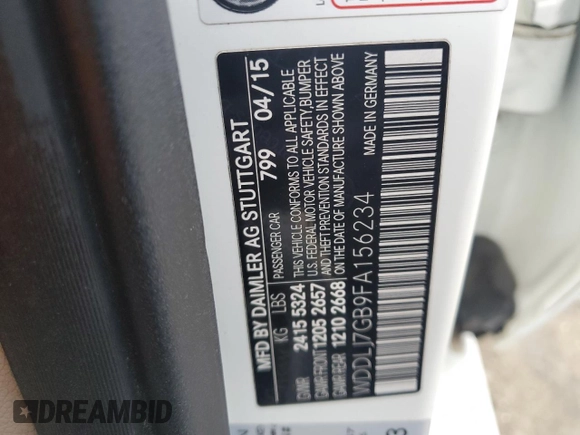 MFD BY DAIMLER AG STUTTGART
PASSENGER CAR 799 04/15
KG LBS
GVWR 2415 5324
GWR FRONT 1205 2657
GWR REAR 1210 2668
THIS VEHICLE CONFORMS TO ALL APPLICABLE
U.S. FEDERAL MOTOR VEHICLE SAFETY, BUMPER
AND THEFT PREVENTION STANDARDS IN EFFECT
ON THE DATE OF MANUFACTURE SHOWN ABOVE
MADE IN GERMANY
WDDLJ7GB9FA156234
DREAMBID